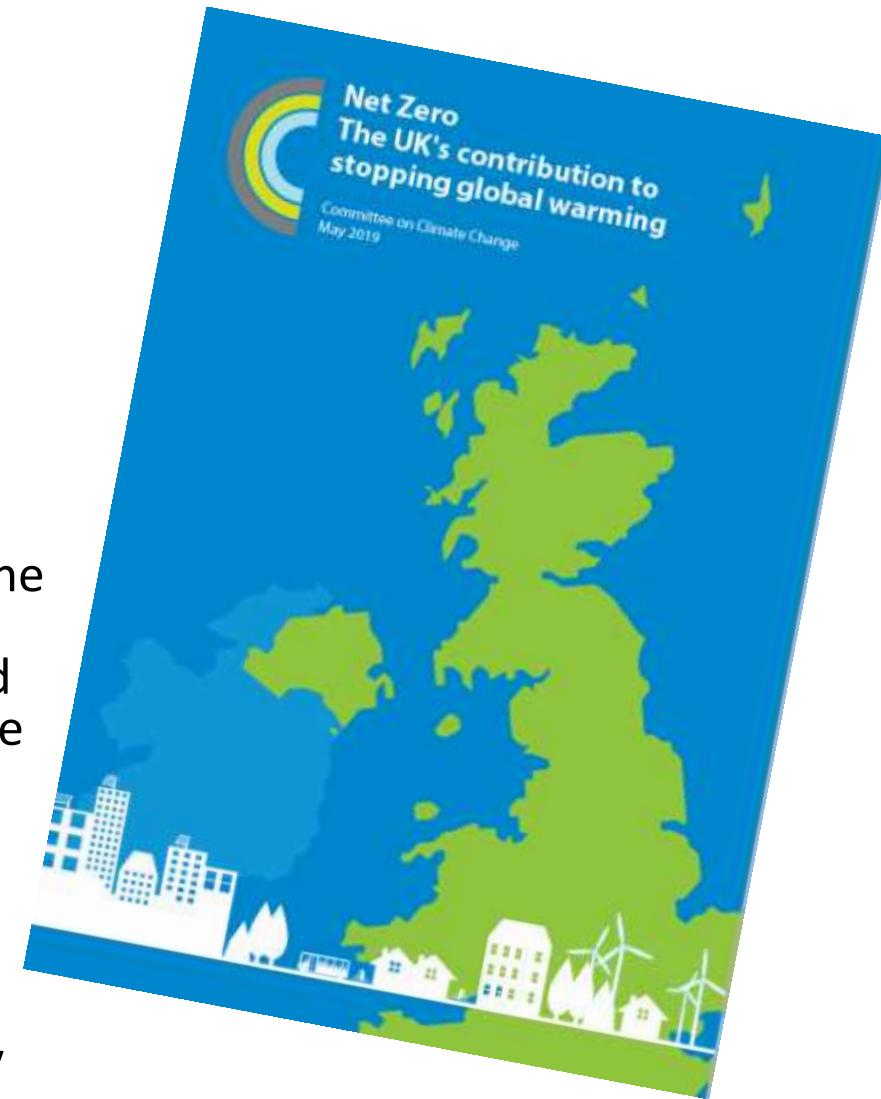 Net Zero
The UK's contribution to
stopping global warming
Committee on Climate Change
May 2019